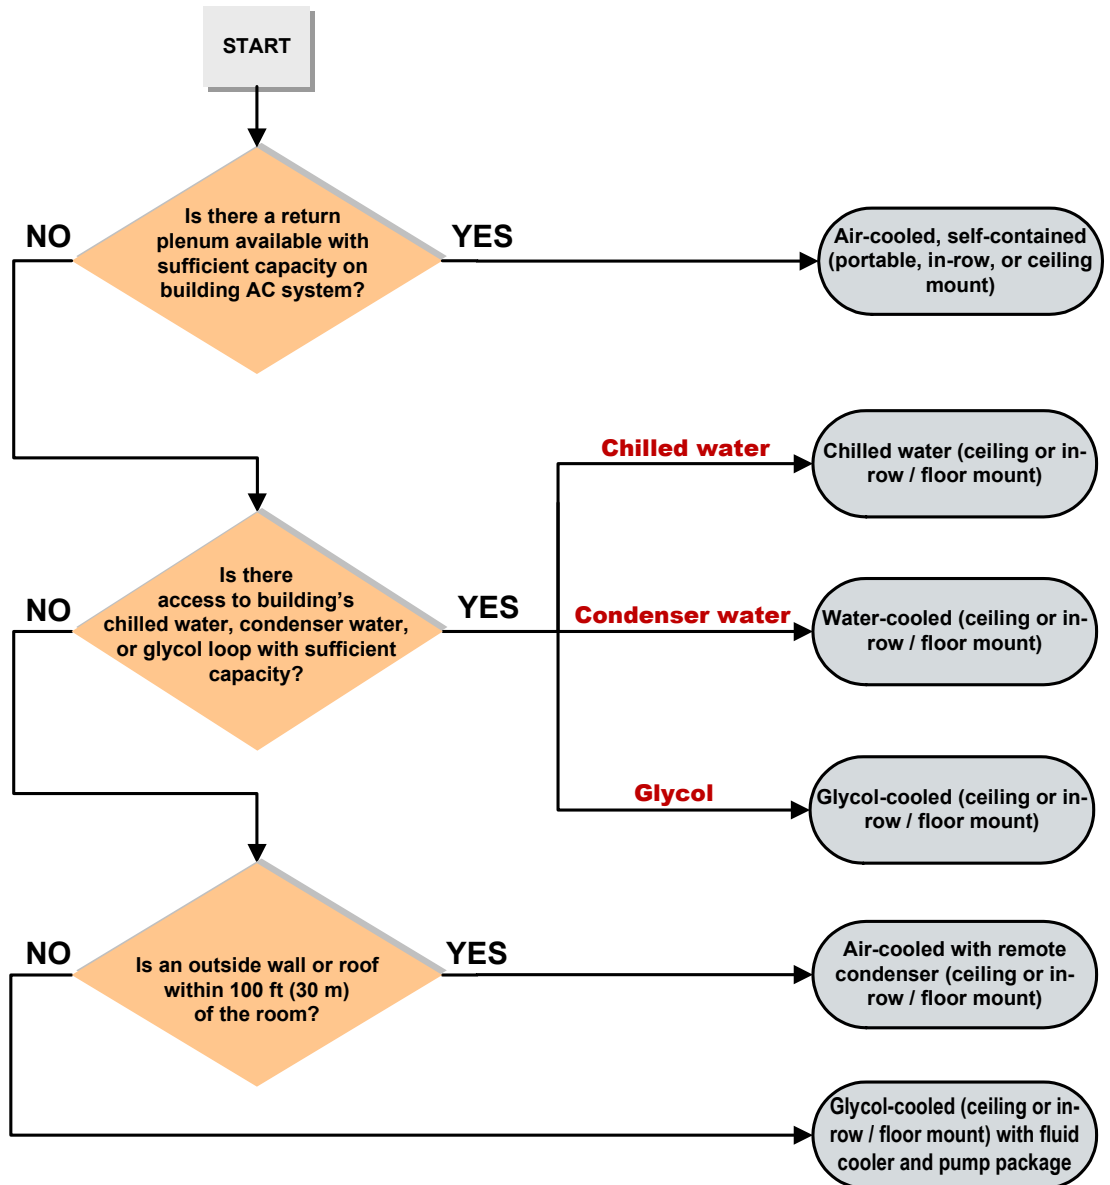 START
NO
Is there a return
plenum available with
sufficient capacity on
building AC system?
YES
Air-cooled, self-contained
(portable, in-row, or ceiling
mount)
NO
Is there
access to building’s
chilled water, condenser water,
or glycol loop with sufficient
capacity?
YES
Chilled water
Chilled water (ceiling or in-
row / floor mount)
Condenser water
Water-cooled (ceiling or in-
row / floor mount)
Glycol
Glycol-cooled (ceiling or in-
row / floor mount)
NO
Is an outside wall or roof
within 100 ft (30 m)
of the room?
YES
Air-cooled with remote
condenser (ceiling or in-
row / floor mount)
Glycol-cooled (ceiling or in-
row / floor mount) with fluid
cooler and pump package